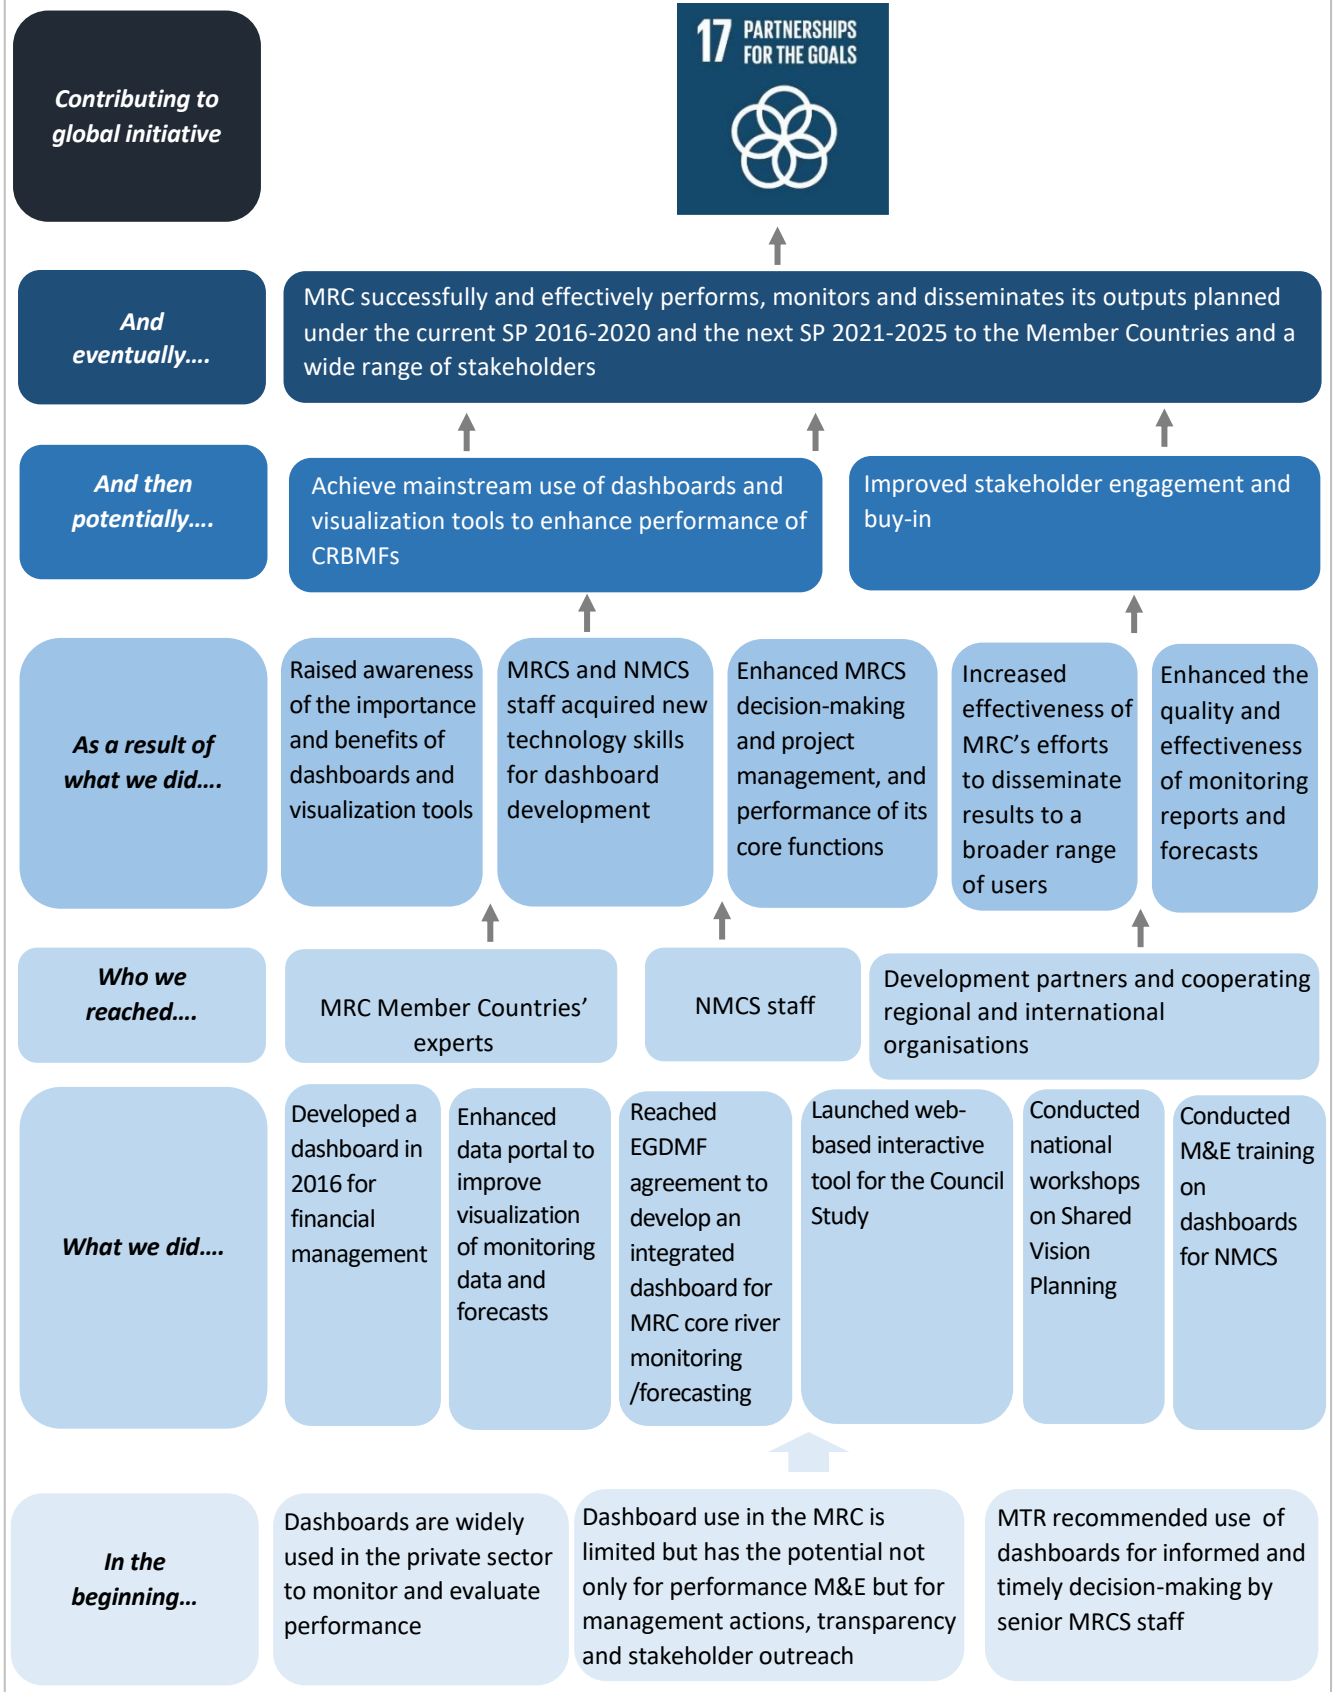 17 PARTNERSHIPS
FOR THE GOALS
Contributing to
global initiative
And
eventually....
MRC successfully and effectively performs, monitors and disseminates its outputs planned
under the current SP 2016-2020 and the next SP 2021-2025 to the Member Countries and a
wide range of stakeholders
And then
potentially....
Achieve mainstream use of dashboards and
visualization tools to enhance performance of
CRBMFs
Improved stakeholder engagement and
buy-in
As a result of
what we did....
Raised awareness
of the importance
and benefits of
dashboards and
visualization tools
MRCS and NMCS
staff acquired new
technology skills
for dashboard
development
Enhanced MRCS
decision-making
and project
management, and
performance of its
core functions
Increased
effectiveness of
MRC’s efforts
to disseminate
results to a
broader range
of users
Enhanced the
quality and
effectiveness
of monitoring
reports and
forecasts
Who we
reached....
MRC Member Countries’
experts
NMCS staff
Development partners and cooperating
regional and international
organisations
What we did....
Developed a
dashboard in
2016 for
financial
management
Enhanced
data portal to
improve
visualization
of monitoring
data and
forecasts
Reached
EGDMF
agreement to
develop an
integrated
dashboard for
MRC core river
monitoring
/forecasting
Launched web-
based interactive
tool for the Council
Study
Conducted
national
workshops
on Shared
Vision
Planning
Conducted
M&E training
on
dashboards
for NMCS
In the
beginning...
Dashboards are widely
used in the private sector
to monitor and evaluate
performance
Dashboard use in the MRC is
limited but has the potential not
only for performance M&E but for
management actions, transparency
and stakeholder outreach
MTR recommended use of
dashboards for informed and
timely decision-making by
senior MRCS staff